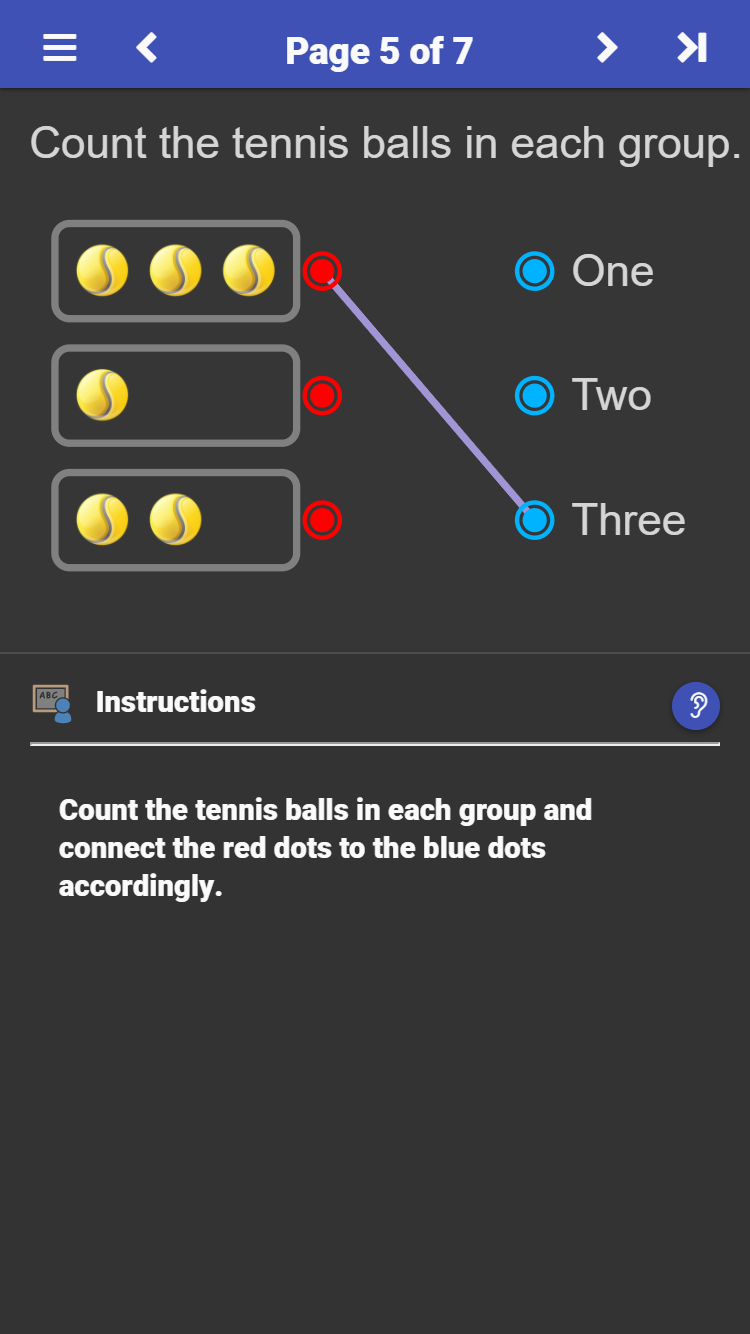 Page 5 of 7
Count the tennis balls in each group.
One
Two
Three
ABC
Instructions
Count the tennis balls in each group and
connect the red dots to the blue dots
accordingly.